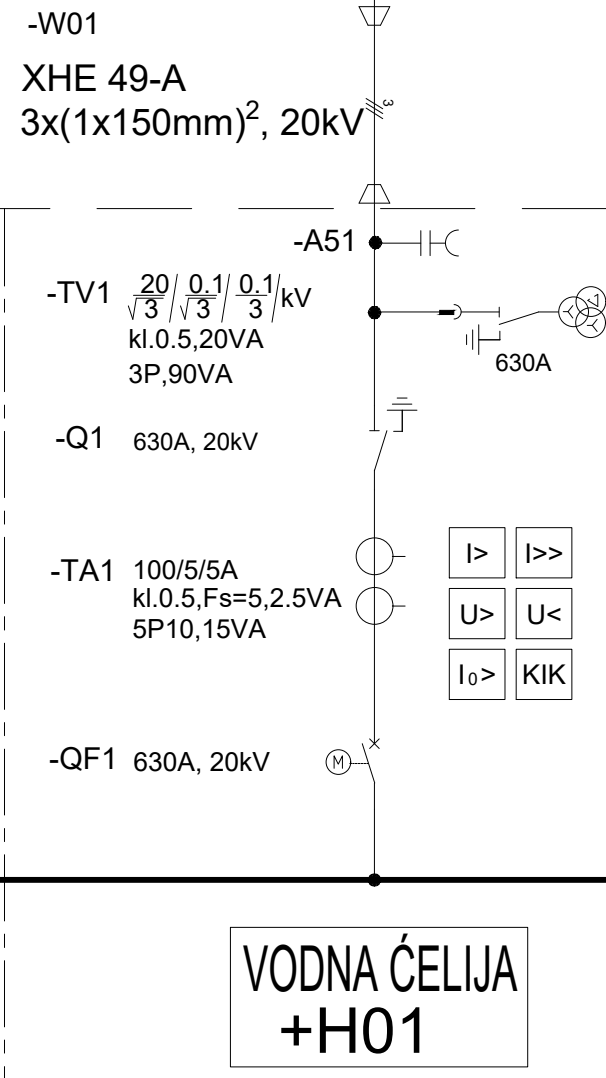 -W01
XHE 49-A
3x(1x150mm)², 20kV
3
-A51
-TV1 20/√3 / 0.1/√3 / 0.1/3 / kV
kl.0.5,20VA
3P,90VA
630A
-Q1 630A, 20kV
-TA1 100/5/5A
kl.0.5,Fs=5,2.5VA
5P10,15VA
I> I>>
U> U<
I₀> KIK
-QF1 630A, 20kV
M
VODNA ĆELIJA
+H01